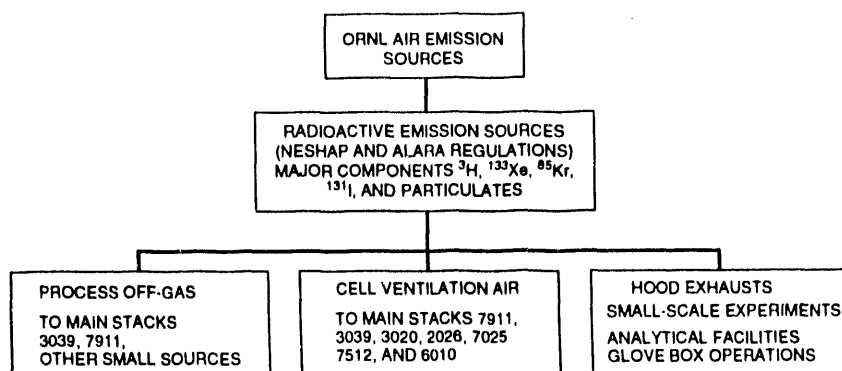 ORNL AIR EMISSION
SOURCES
RADIOACTIVE EMISSION SOURCES
(NESHAP AND ALARA REGULATIONS)
MAJOR COMPONENTS ³H, ¹³³Xe, ⁸⁵Kr,
¹³¹I, AND PARTICULATES
PROCESS OFF-GAS
TO MAIN STACKS
3039, 7911,
OTHER SMALL SOURCES
CELL VENTILATION AIR
TO MAIN STACKS 7911,
3039, 3020, 2026, 7025
7512, AND 6010
HOOD EXHAUSTS
SMALL-SCALE EXPERIMENTS
ANALYTICAL FACILITIES
GLOVE BOX OPERATIONS